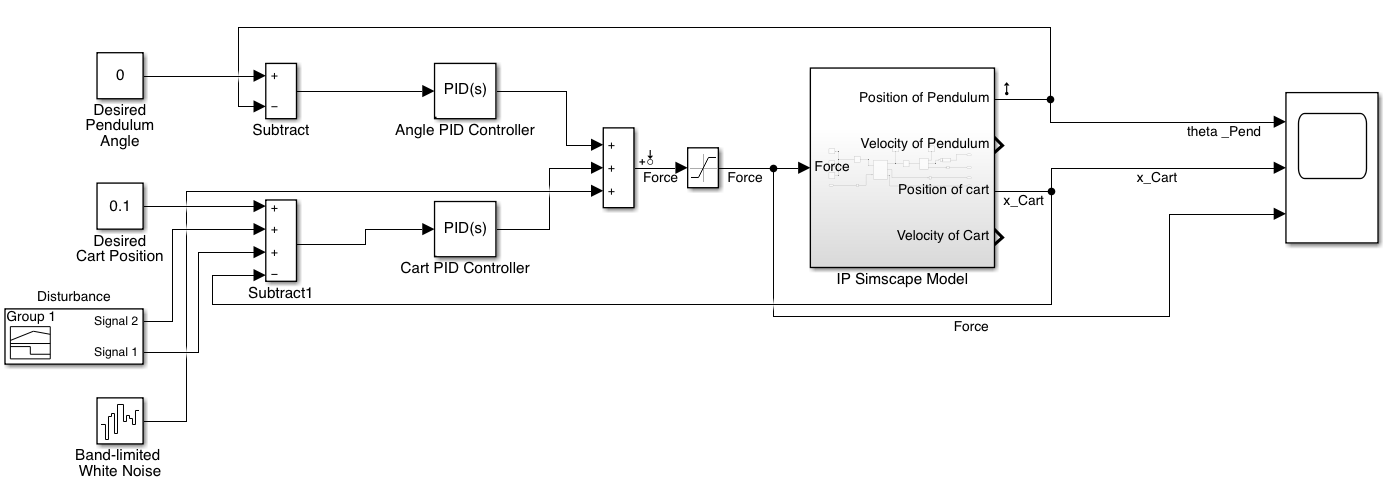 0
Desired
Pendulum
Angle
+
−
Subtract
PID(s)
Angle PID Controller
0.1
Desired
Cart Position
+
+
+
−
Subtract1
PID(s)
Cart PID Controller
Disturbance
Group 1
Signal 2
Signal 1
Band-limited
White Noise
+
+
+
+
Force
Force
Force
Position of Pendulum
Velocity of Pendulum
Position of cart
Velocity of Cart
IP Simscape Model
x_Cart
theta _Pend
x_Cart
Force